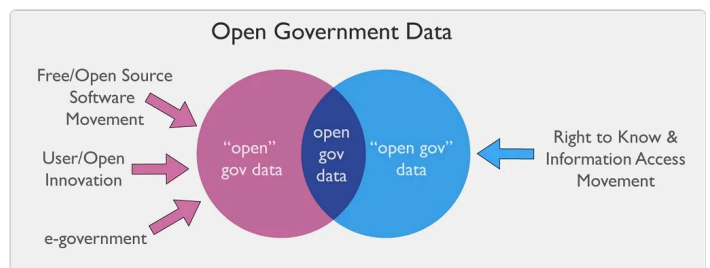 Open Government Data
Free/Open Source
Software
Movement
User/Open
Innovation
e-government
“open”
gov data
open
gov
data
“open gov”
data
Right to Know &
Information Access
Movement